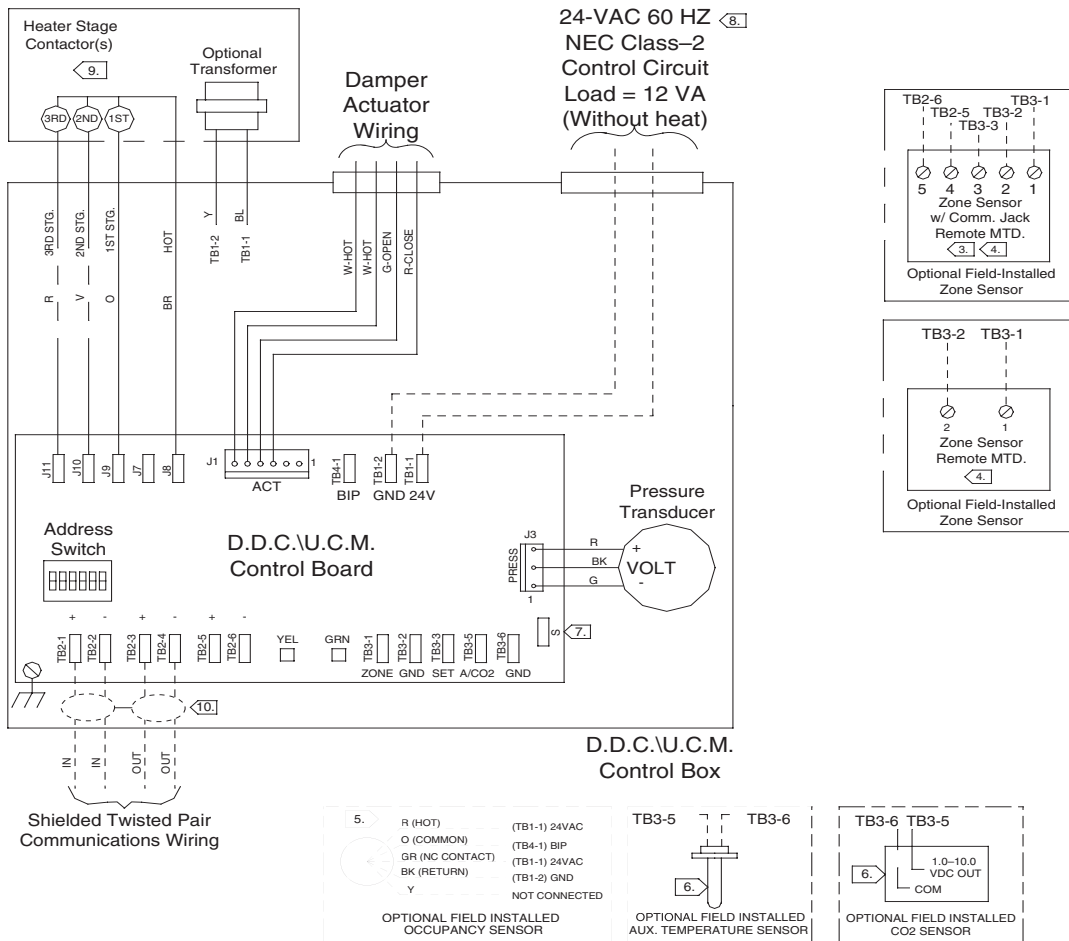 Heater Stage
Contactor(s)
9.
3RD
2ND
1ST
Optional
Transformer
Damper
Actuator
Wiring
24-VAC 60 HZ
8.
NEC Class–2
Control Circuit
Load = 12 VA
(Without heat)
3RD STG.
2ND STG.
1ST STG.
HOT
R
V
O
BR
Y
BL
TB1-2
TB1-1
W-HOT
W-HOT
G-OPEN
R-CLOSE
J11
J10
J9
J7
J8
J1
1
ACT
TB4-1
TB1-2
TB1-1
BIP
GND
24V
Address
Switch
D.D.C.\U.C.M.
Control Board
Pressure
Transducer
J3
PRESS
1
R
BK
G
+
VOLT
-
S
7.
+
-
+
-
+
-
TB2-1
TB2-2
TB2-3
TB2-4
TB2-5
TB2-6
YEL
GRN
TB3-1
TB3-2
TB3-3
TB3-5
TB3-6
ZONE
GND
SET
A/CO2
GND
10.
IN
IN
OUT
OUT
Shielded Twisted Pair
Communications Wiring
D.D.C.\U.C.M.
Control Box
TB2-6
TB3-1
TB2-5
TB3-2
TB3-3
5
4
3
2
1
Zone Sensor
w/ Comm. Jack
Remote MTD.
3.
4.
Optional Field-Installed
Zone Sensor
TB3-2
TB3-1
2
1
Zone Sensor
Remote MTD.
4.
Optional Field-Installed
Zone Sensor
5.
R (HOT)
(TB1-1) 24VAC
O (COMMON)
(TB4-1) BIP
GR (NC CONTACT)
(TB1-1) 24VAC
BK (RETURN)
(TB1-2) GND
Y
NOT CONNECTED
OPTIONAL FIELD INSTALLED
OCCUPANCY SENSOR
TB3-5
TB3-6
6.
OPTIONAL FIELD INSTALLED
AUX. TEMPERATURE SENSOR
TB3-6
TB3-5
6.
1.0–10.0
VDC OUT
COM
OPTIONAL FIELD INSTALLED
CO2 SENSOR